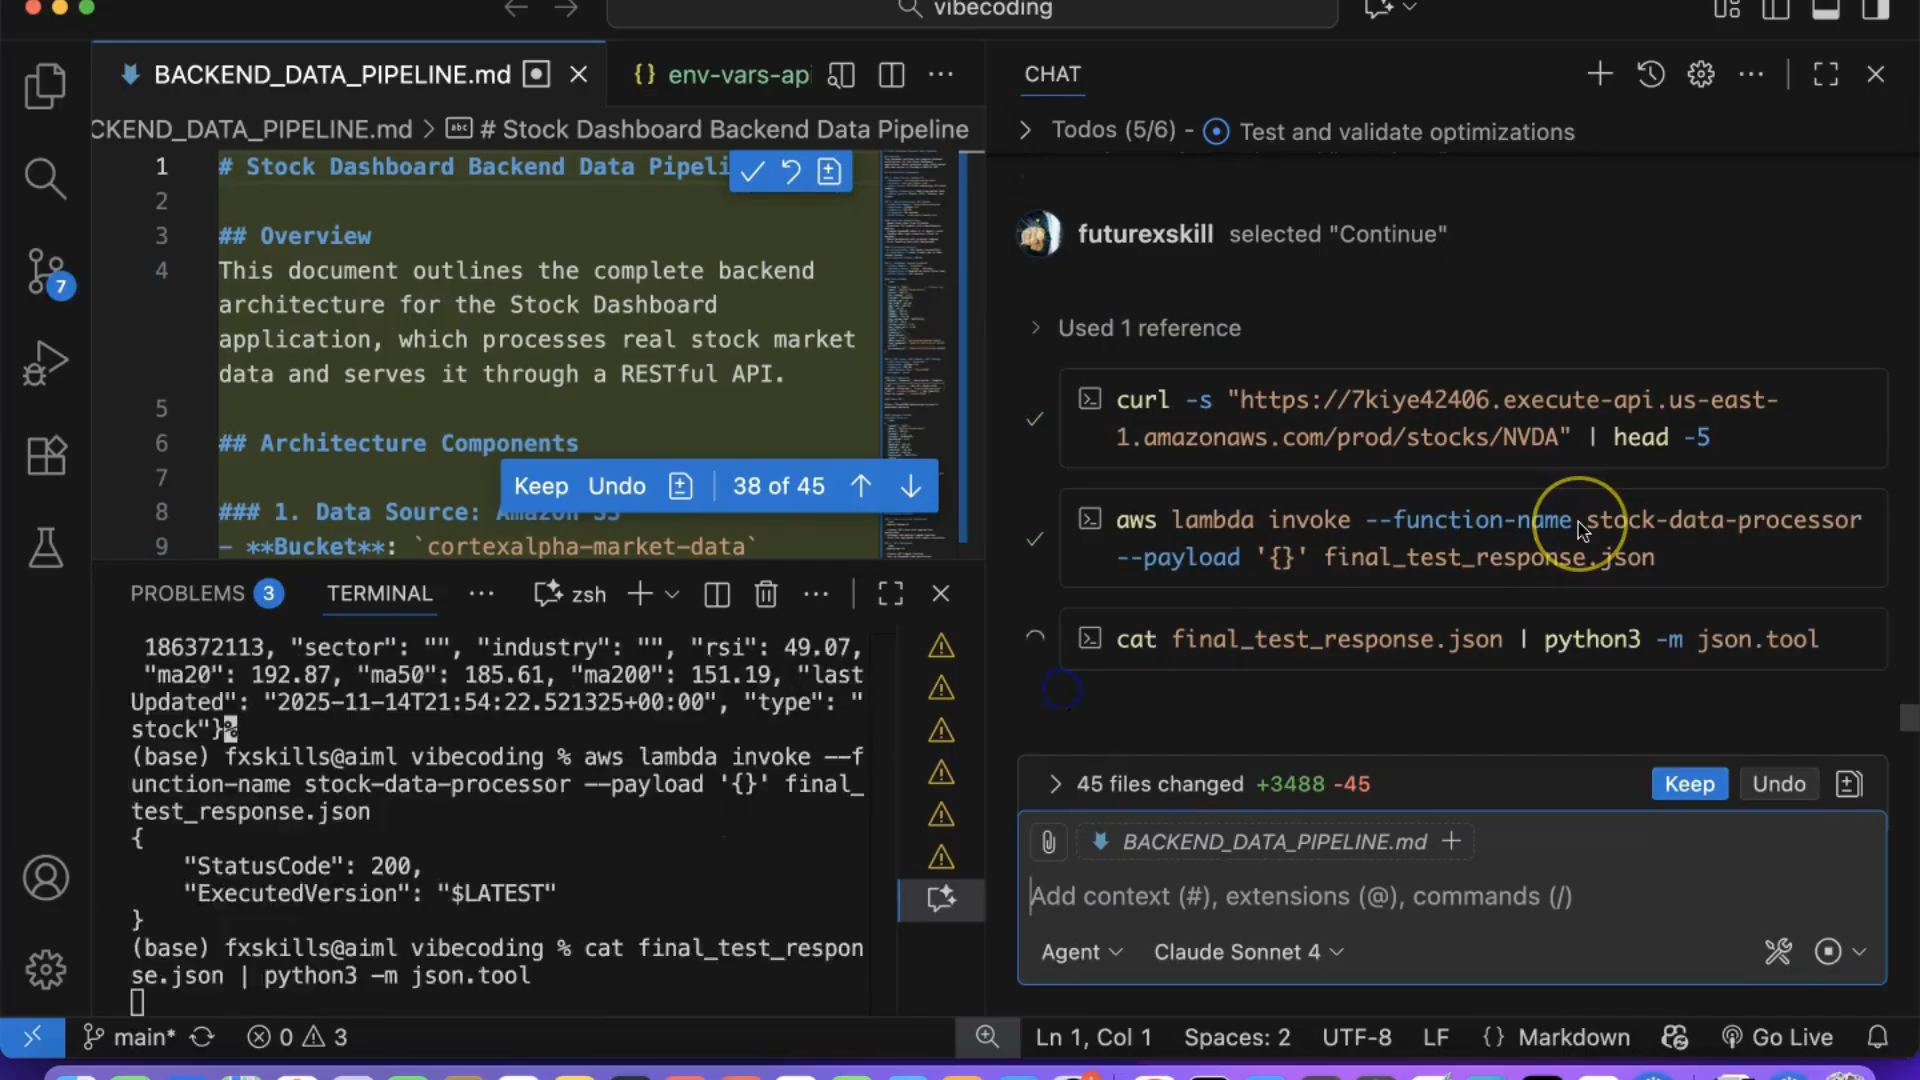 vibecoding
BACKEND_DATA_PIPELINE.md
{} env-vars-ap
CKEND_DATA_PIPELINE.md > # Stock Dashboard Backend Data Pipeline
1 # Stock Dashboard Backend Data Pipeli
2
3 ## Overview
4 This document outlines the complete backend
architecture for the Stock Dashboard
application, which processes real stock market
data and serves it through a RESTful API.
5
6 ## Architecture Components
7
Keep Undo 38 of 45
8 ### 1. Data Source: Amazon S3
9 - **Bucket**: `cortexalpha-market-data`
7
PROBLEMS 3 TERMINAL ... zsh
186372113, "sector": "", "industry": "", "rsi": 49.07,
"ma20": 192.87, "ma50": 185.61, "ma200": 151.19, "last
Updated": "2025-11-14T21:54:22.521325+00:00", "type": "
stock"}%
(base) fxskills@aiml vibecoding % aws lambda invoke --f
unction-name stock-data-processor --payload '{}' final_
test_response.json
{
"StatusCode": 200,
"ExecutedVersion": "$LATEST"
}
(base) fxskills@aiml vibecoding % cat final_test_respon
se.json | python3 -m json.tool
CHAT
Todos (5/6) - Test and validate optimizations
futurexskill selected "Continue"
Used 1 reference
curl -s "https://7kiye42406.execute-api.us-east-
1.amazonaws.com/prod/stocks/NVDA" | head -5
aws lambda invoke --function-name stock-data-processor
--payload '{}' final_test_response.json
cat final_test_response.json | python3 -m json.tool
45 files changed +3488 -45 Keep Undo
BACKEND_DATA_PIPELINE.md
Add context (#), extensions (@), commands (/)
Agent Claude Sonnet 4
main* 0 3 Ln 1, Col 1 Spaces: 2 UTF-8 LF {} Markdown Go Live